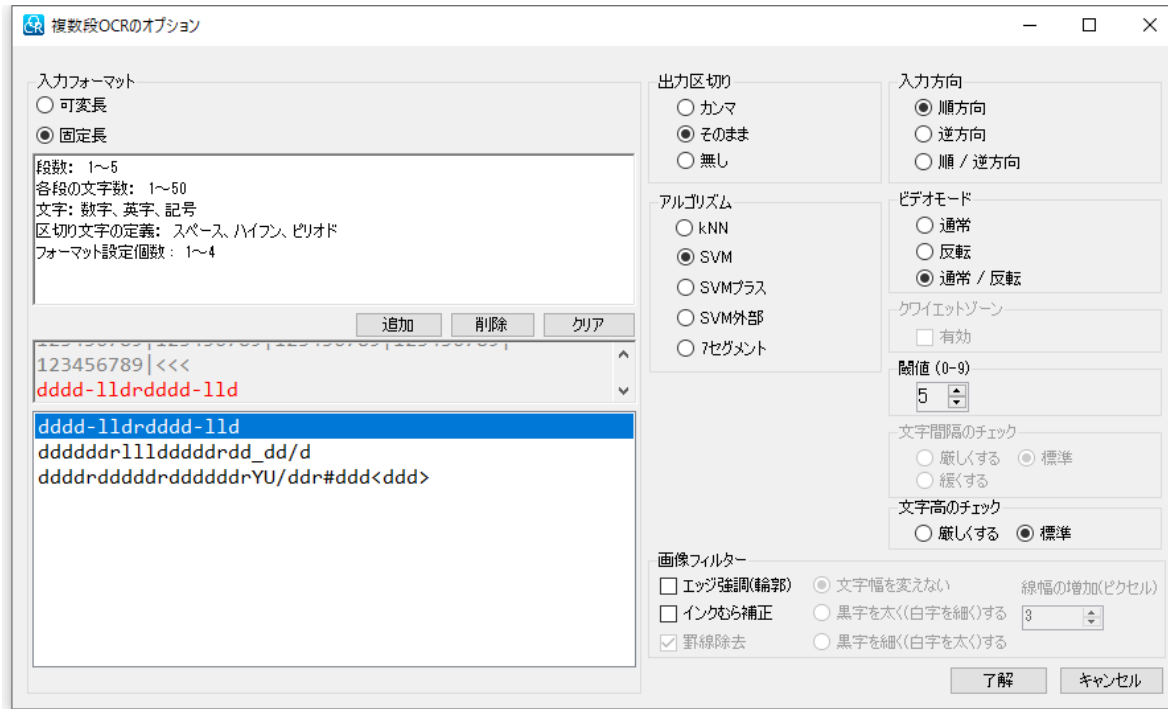 複数段OCRのオプション
入力フォーマット
可変長
固定長
段数: 1～5
各段の文字数: 1～50
文字: 数字、英字、記号
区切り文字の定義: スペース、ハイフン、ピリオド
フォーマット設定個数: 1～4
追加 削除 クリア
123456789|123456789|123456789|123456789|
123456789|<<<
dddd-lldrdddd-lld
dddd-lldrdddd-lld
ddddddrlllddddddrdd_dd/d
ddddrdddddrddddddrYU/ddr#ddd<ddd>
出力区切り
カンマ
そのまま
無し
アルゴリズム
kNN
SVM
SVMプラス
SVM外部
7セグメント
入力方向
順方向
逆方向
順 / 逆方向
ビデオモード
通常
反転
通常 / 反転
クワイエットゾーン
有効
閾値 (0-9)
5
文字間隔のチェック
厳しくする 標準
緩くする
文字高のチェック
厳しくする 標準
画像フィルター
エッジ強調(輪郭) 文字幅を変えない 線幅の増加(ピクセル)
インクむら補正 黒字を太く(白字を細く)する 3
罫線除去 黒字を細く(白字を太く)する
了解 キャンセル